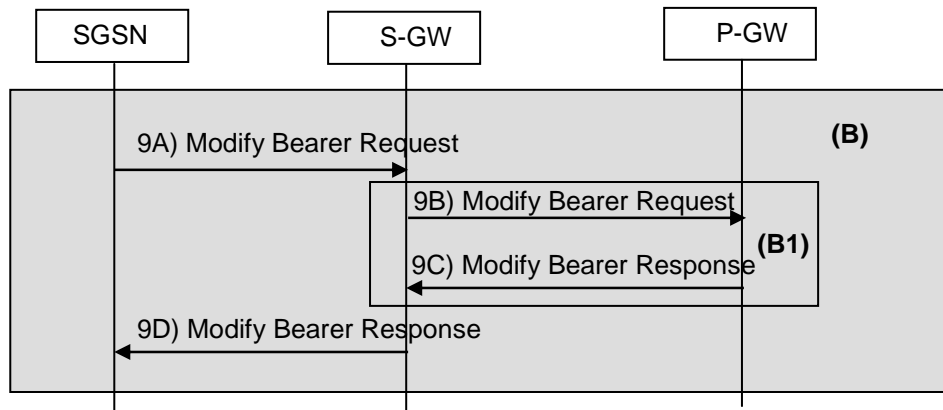 SGSN
S-GW
P-GW
(B)
9A) Modify Bearer Request
9B) Modify Bearer Request
(B1)
9C) Modify Bearer Response
9D) Modify Bearer Response